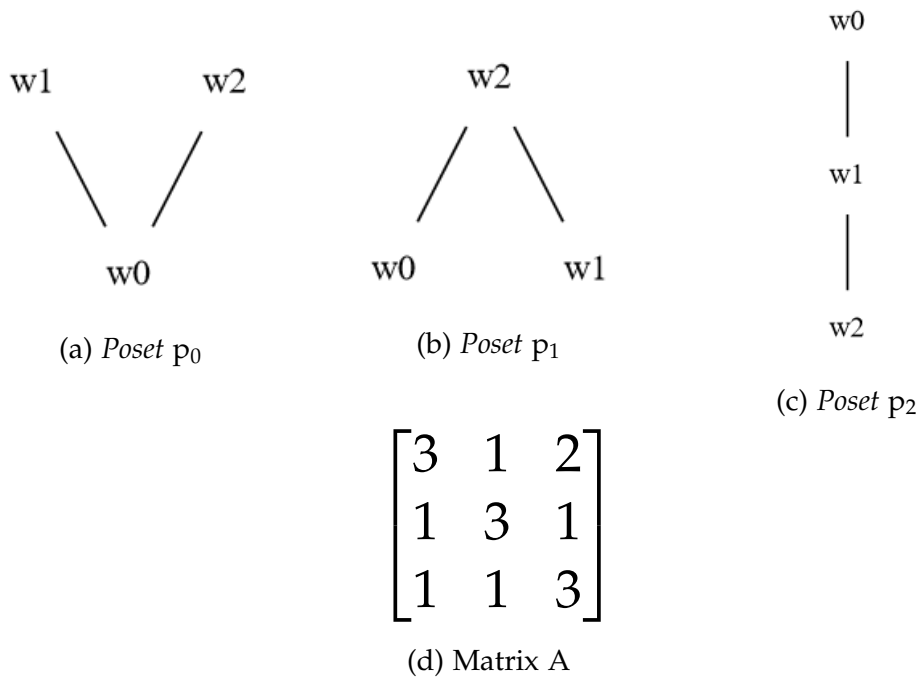 w1 w2
w0
(a) Poset p₀
w2
w0 w1
(b) Poset p₁
w0
w1
w2
(c) Poset p₂
3 1 2
1 3 1
1 1 3
(d) Matrix A